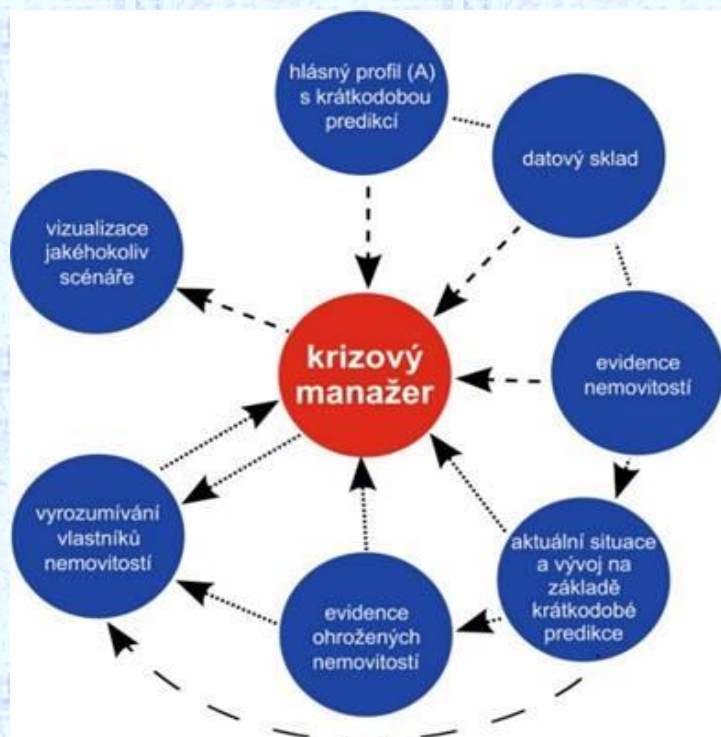 hlásný profil (A)
s krátkodobou
predikcí
datový sklad
vizualizace
jakéhokoliv
scénáře
krizový
manažer
evidence
nemovitostí
vyrozumívání
vlastníků
nemovitostí
aktuální situace
a vývoj na
základě
krátkodobé
predikce
evidence
ohrožených
nemovitostí